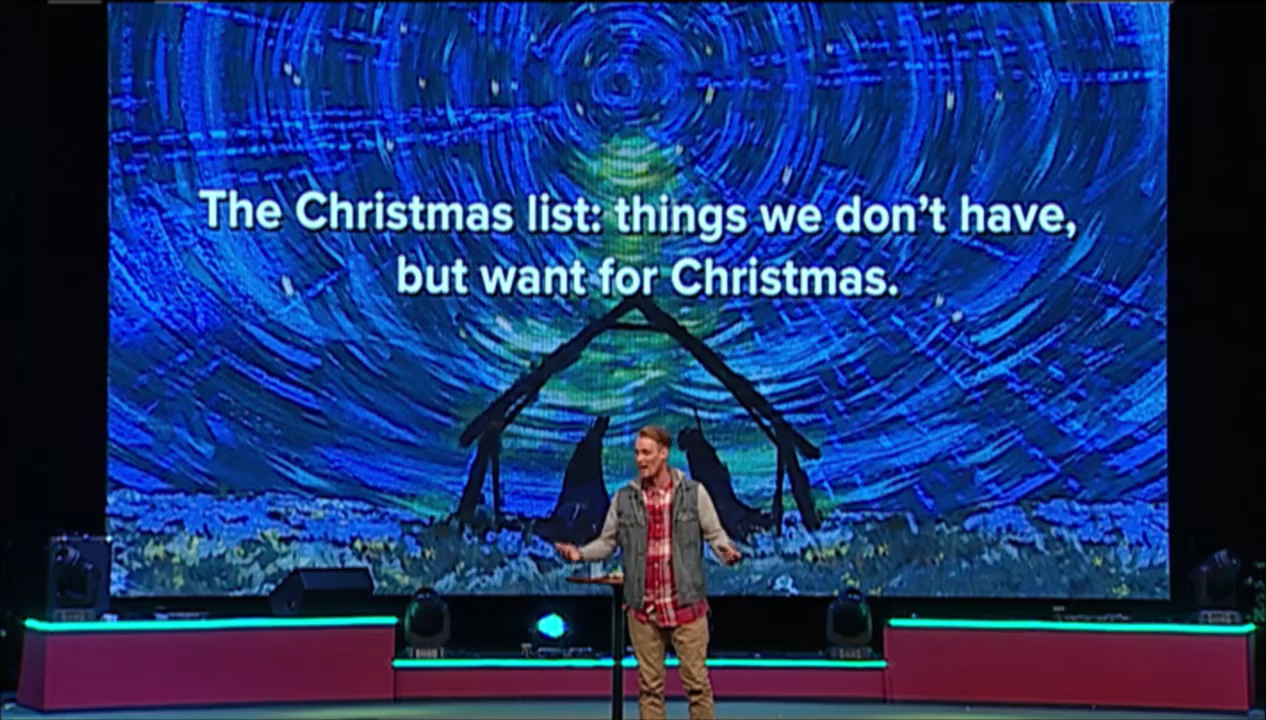 The Christmas list: things we don’t have,
but want for Christmas.